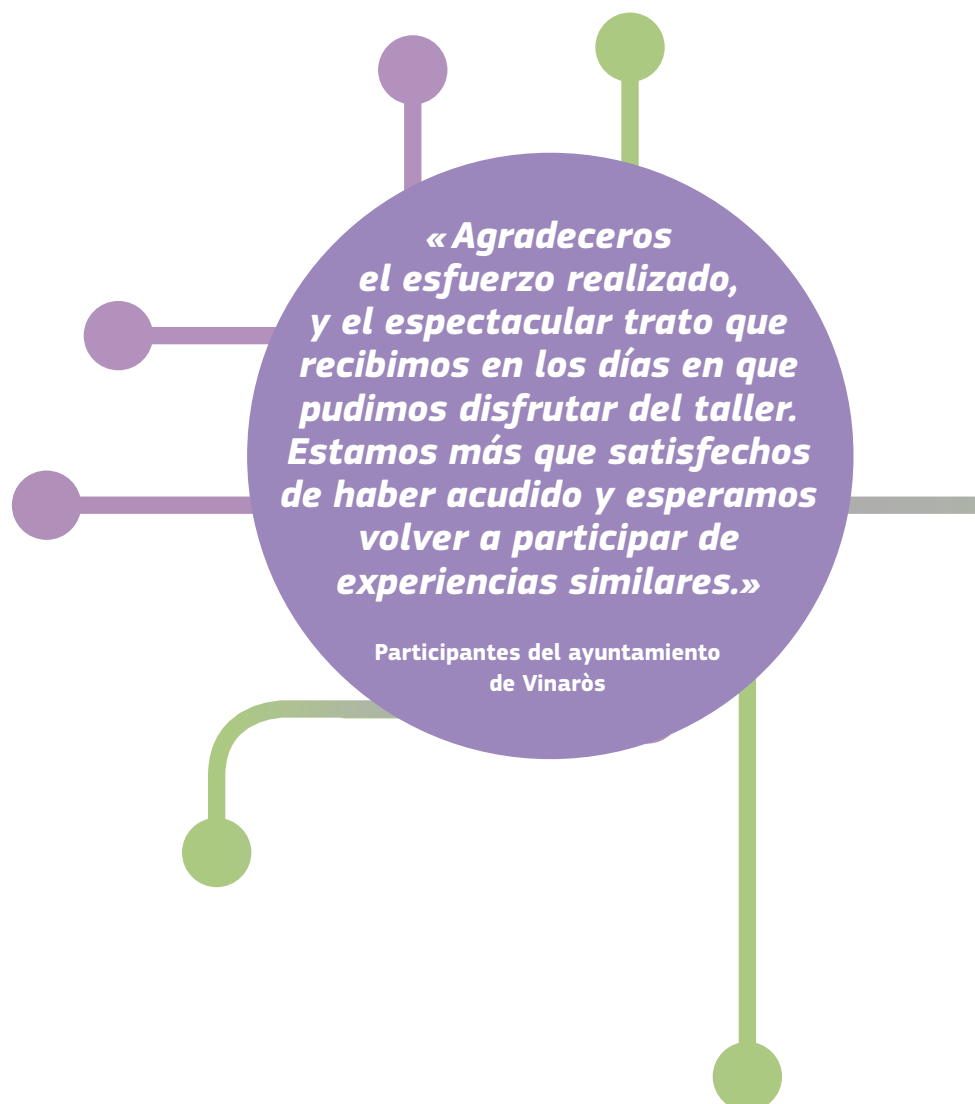 « Agradeceros
el esfuerzo realizado,
y el espectacular trato que
recibimos en los días en que
pudimos disfrutar del taller.
Estamos más que satisfechos
de haber acudido y esperamos
volver a participar de
experiencias similares.»
Participantes del ayuntamiento
de Vinaròs